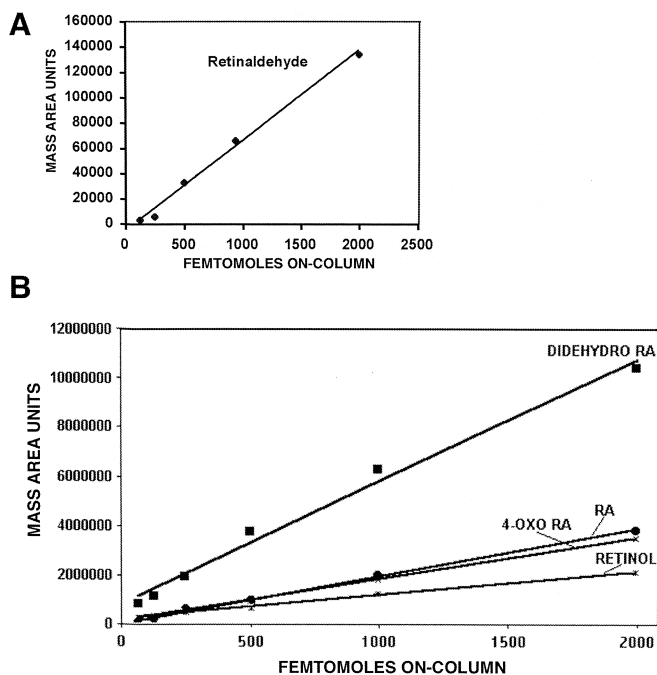 A
160000
140000
120000
100000
80000
60000
40000
20000
0
MASS AREA UNITS
Retinaldehyde
0 500 1000 1500 2000 2500
FEMTOMOLES ON-COLUMN
B
12000000
10000000
8000000
6000000
4000000
2000000
0
MASS AREA UNITS
DIDEHYDRO RA
RA
4-OXO RA
RETINOL
0 500 1000 1500 2000
FEMTOMOLES ON-COLUMN